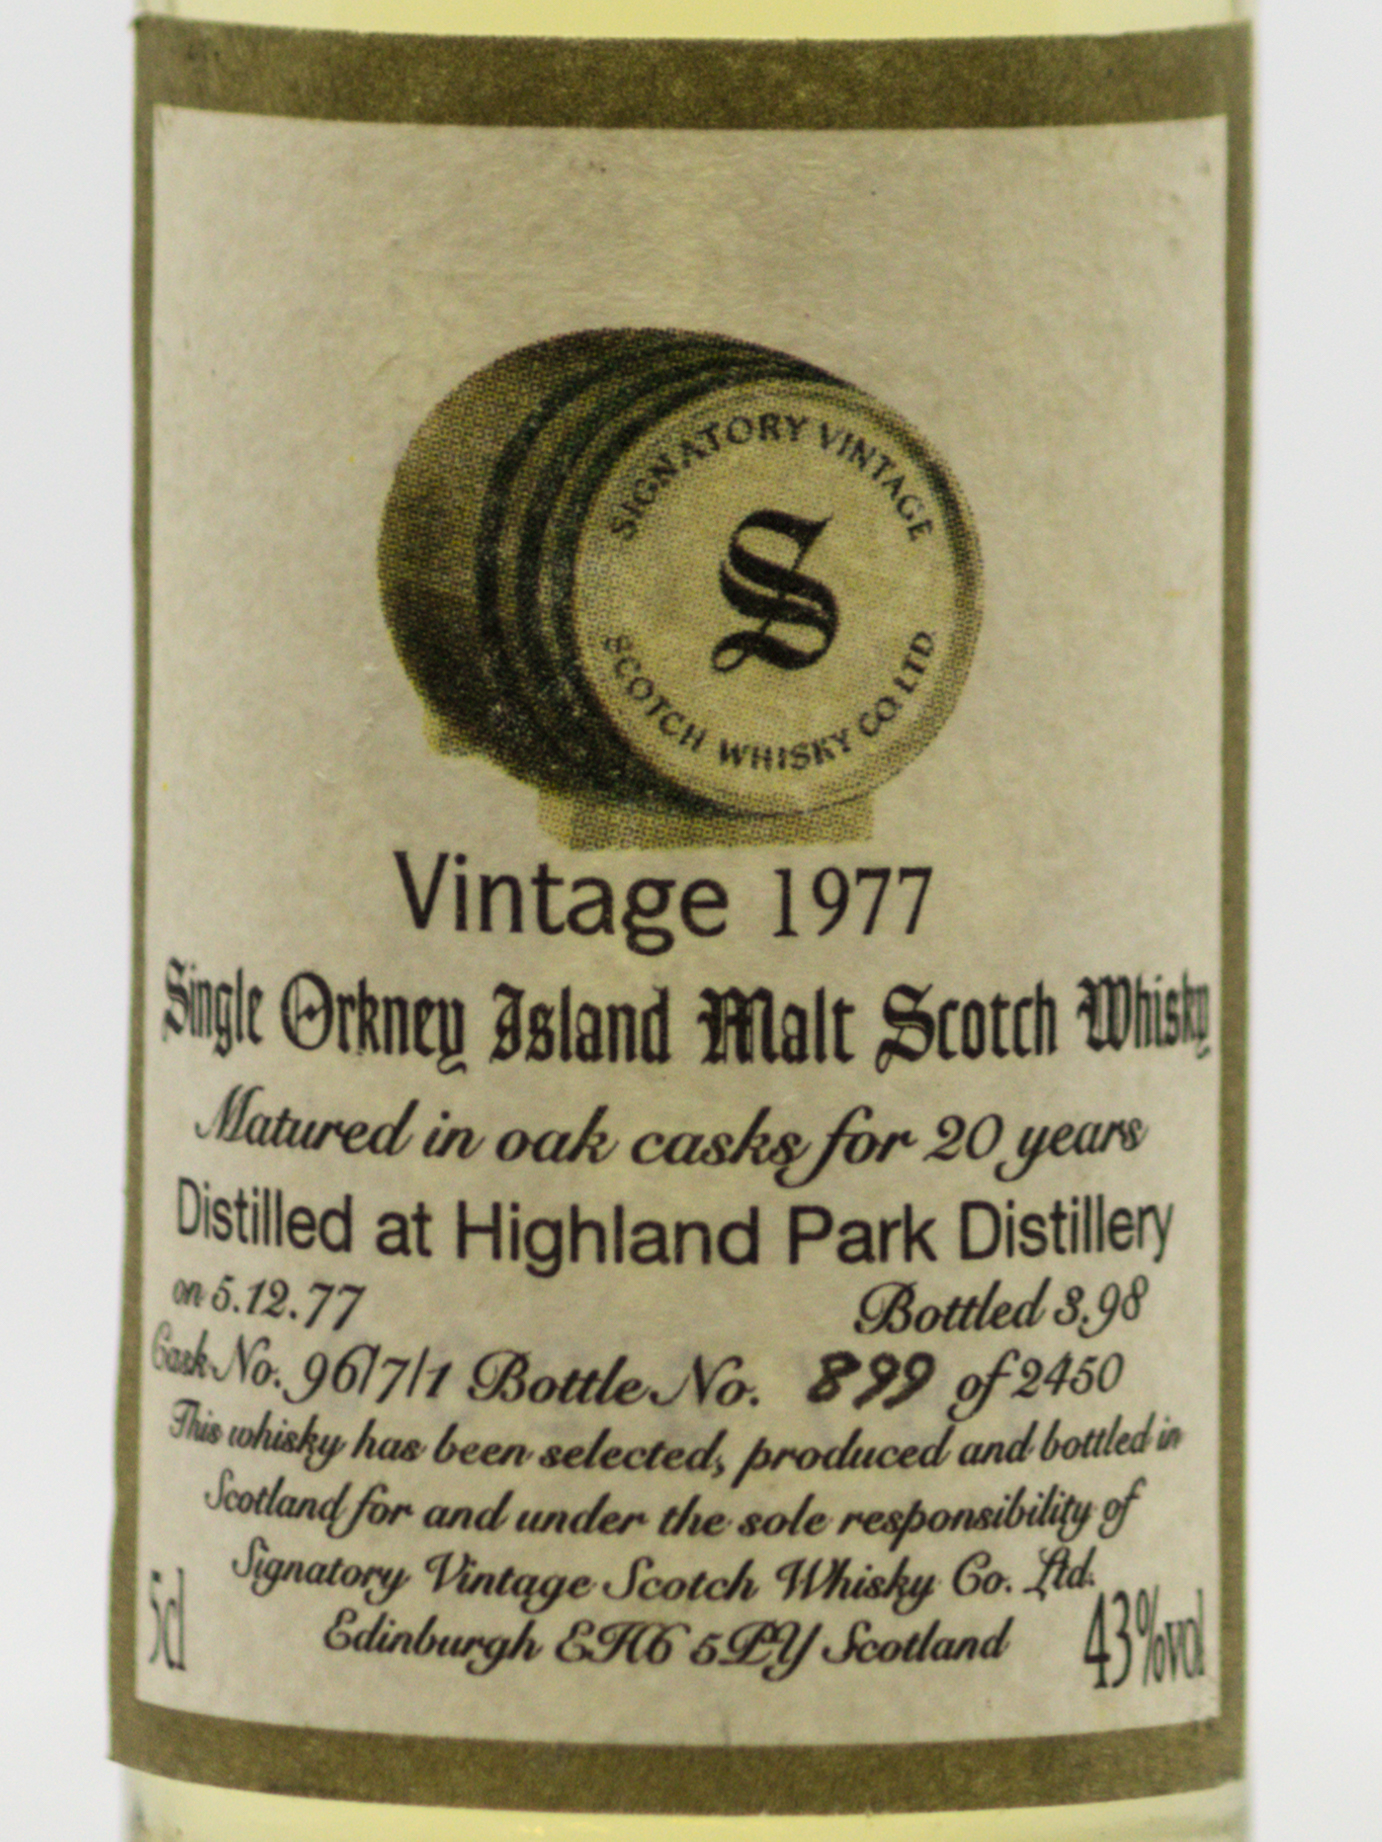 SIGNATORY VINTAGE
S
SCOTCH WHISKY CO LTD
Vintage 1977
Single Orkney Island Malt Scotch Whisky
Matured in oak casks for 20 years
Distilled at Highland Park Distillery
on 5.12.77 Bottled 3.98
Cask No. 96/7/1 Bottle No. 899 of 2450
This whisky has been selected, produced and bottled in
Scotland for and under the sole responsibility of
Signatory Vintage Scotch Whisky Co. Ltd.
Edinburgh EH6 5PY Scotland
5cl 43%vol